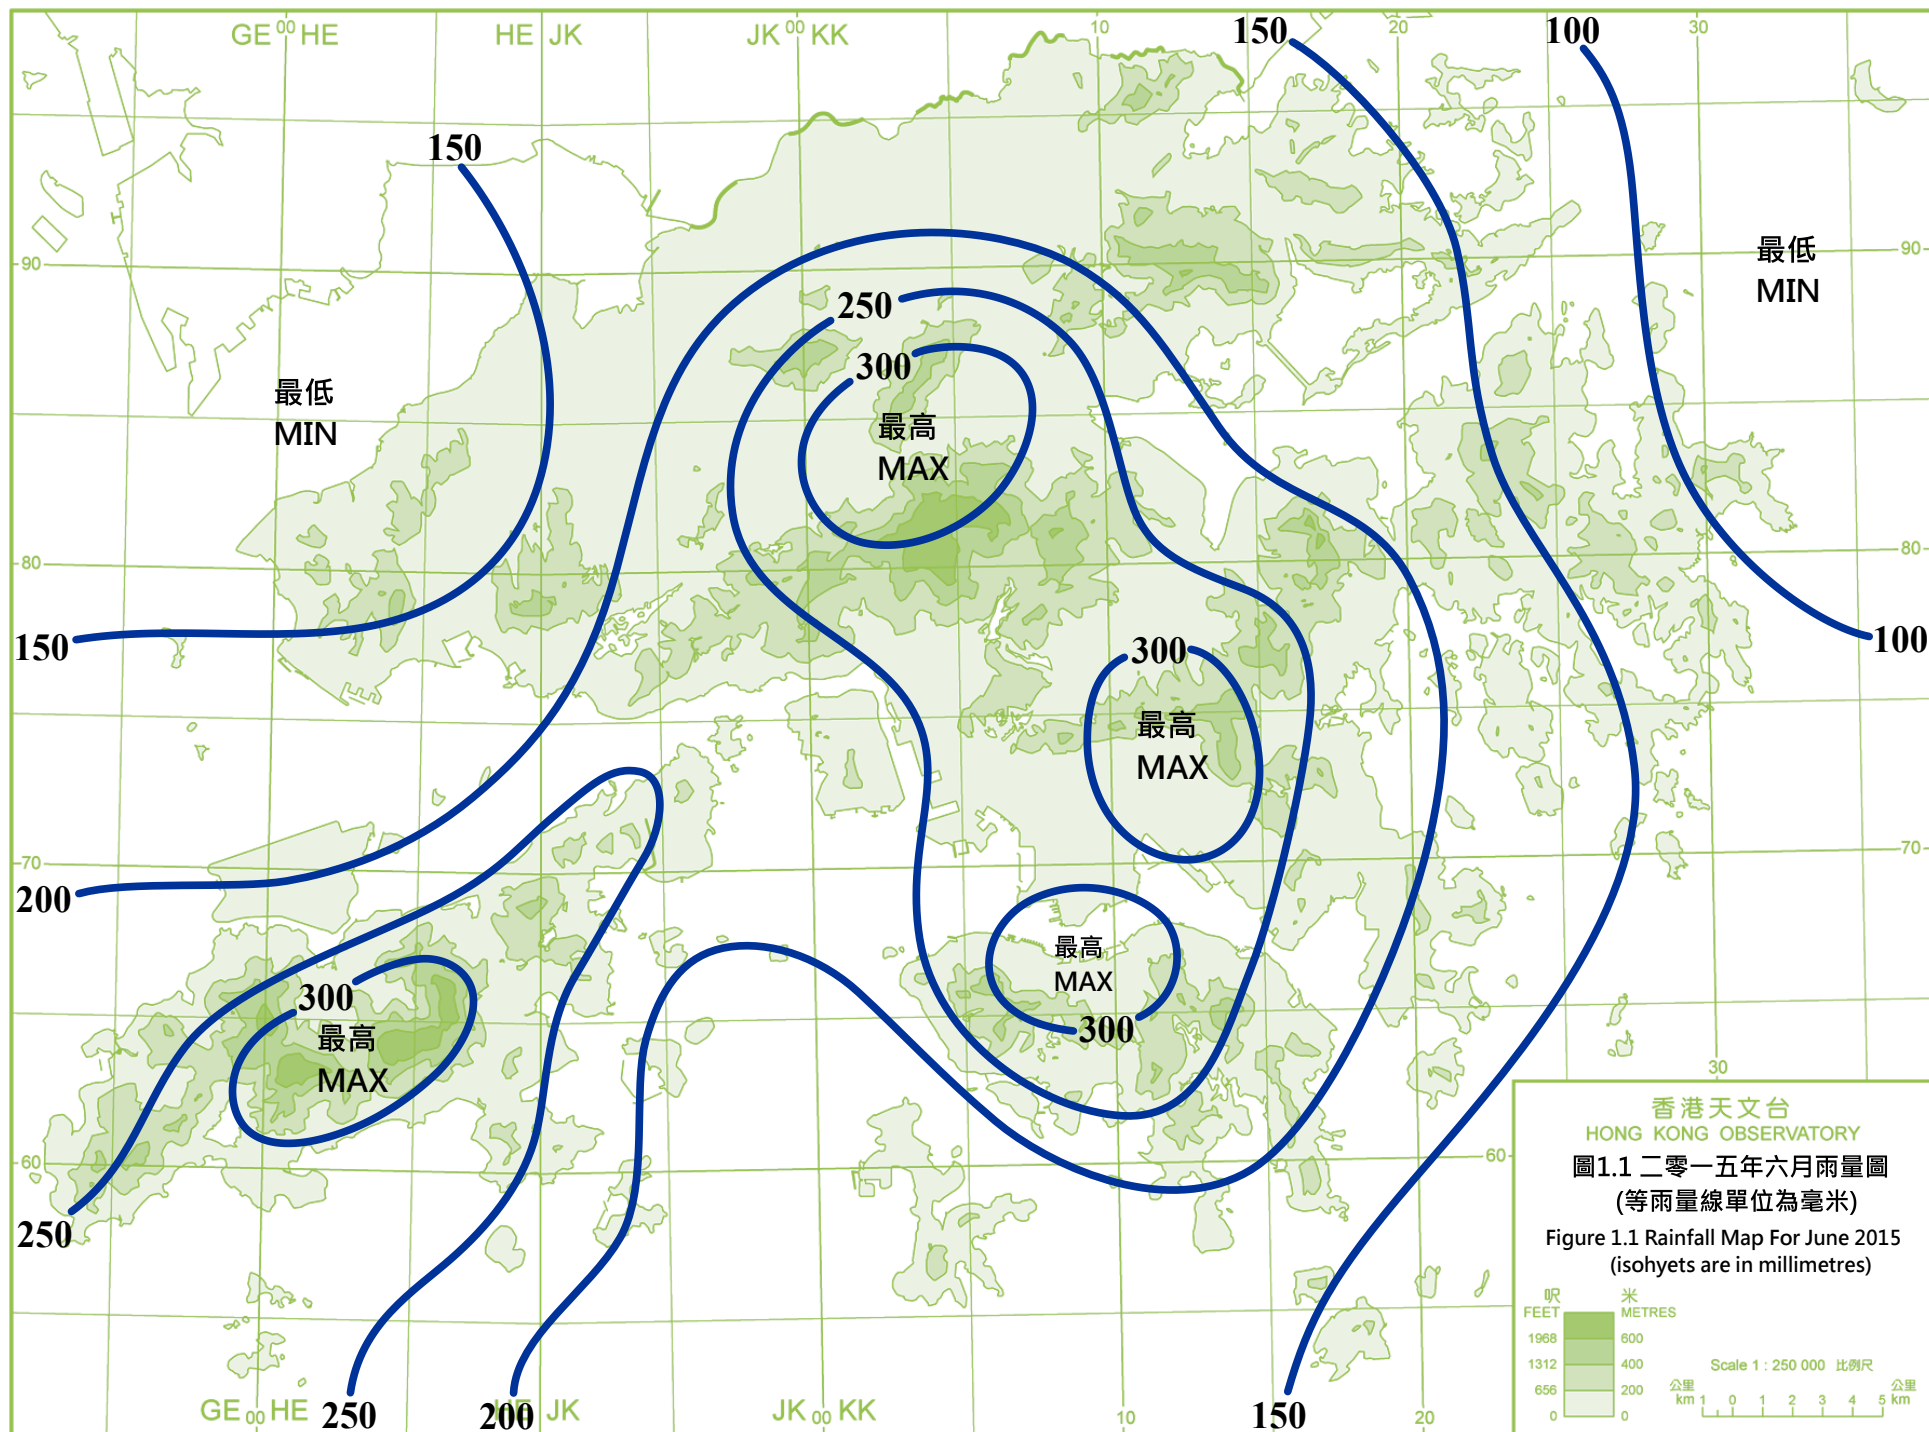 GE 00 HE
HE JK
JK 00 KK
10
150
20
100
30
150
90
最低
MIN
90
250
300
最低
MIN
最高
MAX
80
80
150
300
100
最高
MAX
70
70
200
最高
MAX
300
300
最高
MAX
30
60
60
250
香港天文台
HONG KONG OBSERVATORY
圖1.1 二零一五年六月雨量圖
(等雨量線單位為毫米)
Figure 1.1 Rainfall Map For June 2015
(isohyets are in millimetres)
呎 米
FEET METRES
1968 600
1312 400
656 200
0 0
Scale 1 : 250 000 比例尺
公里 公里
km 1 0 1 2 3 4 5 km
GE 00 HE
250
200
HE JK
JK 00 KK
10
150
20